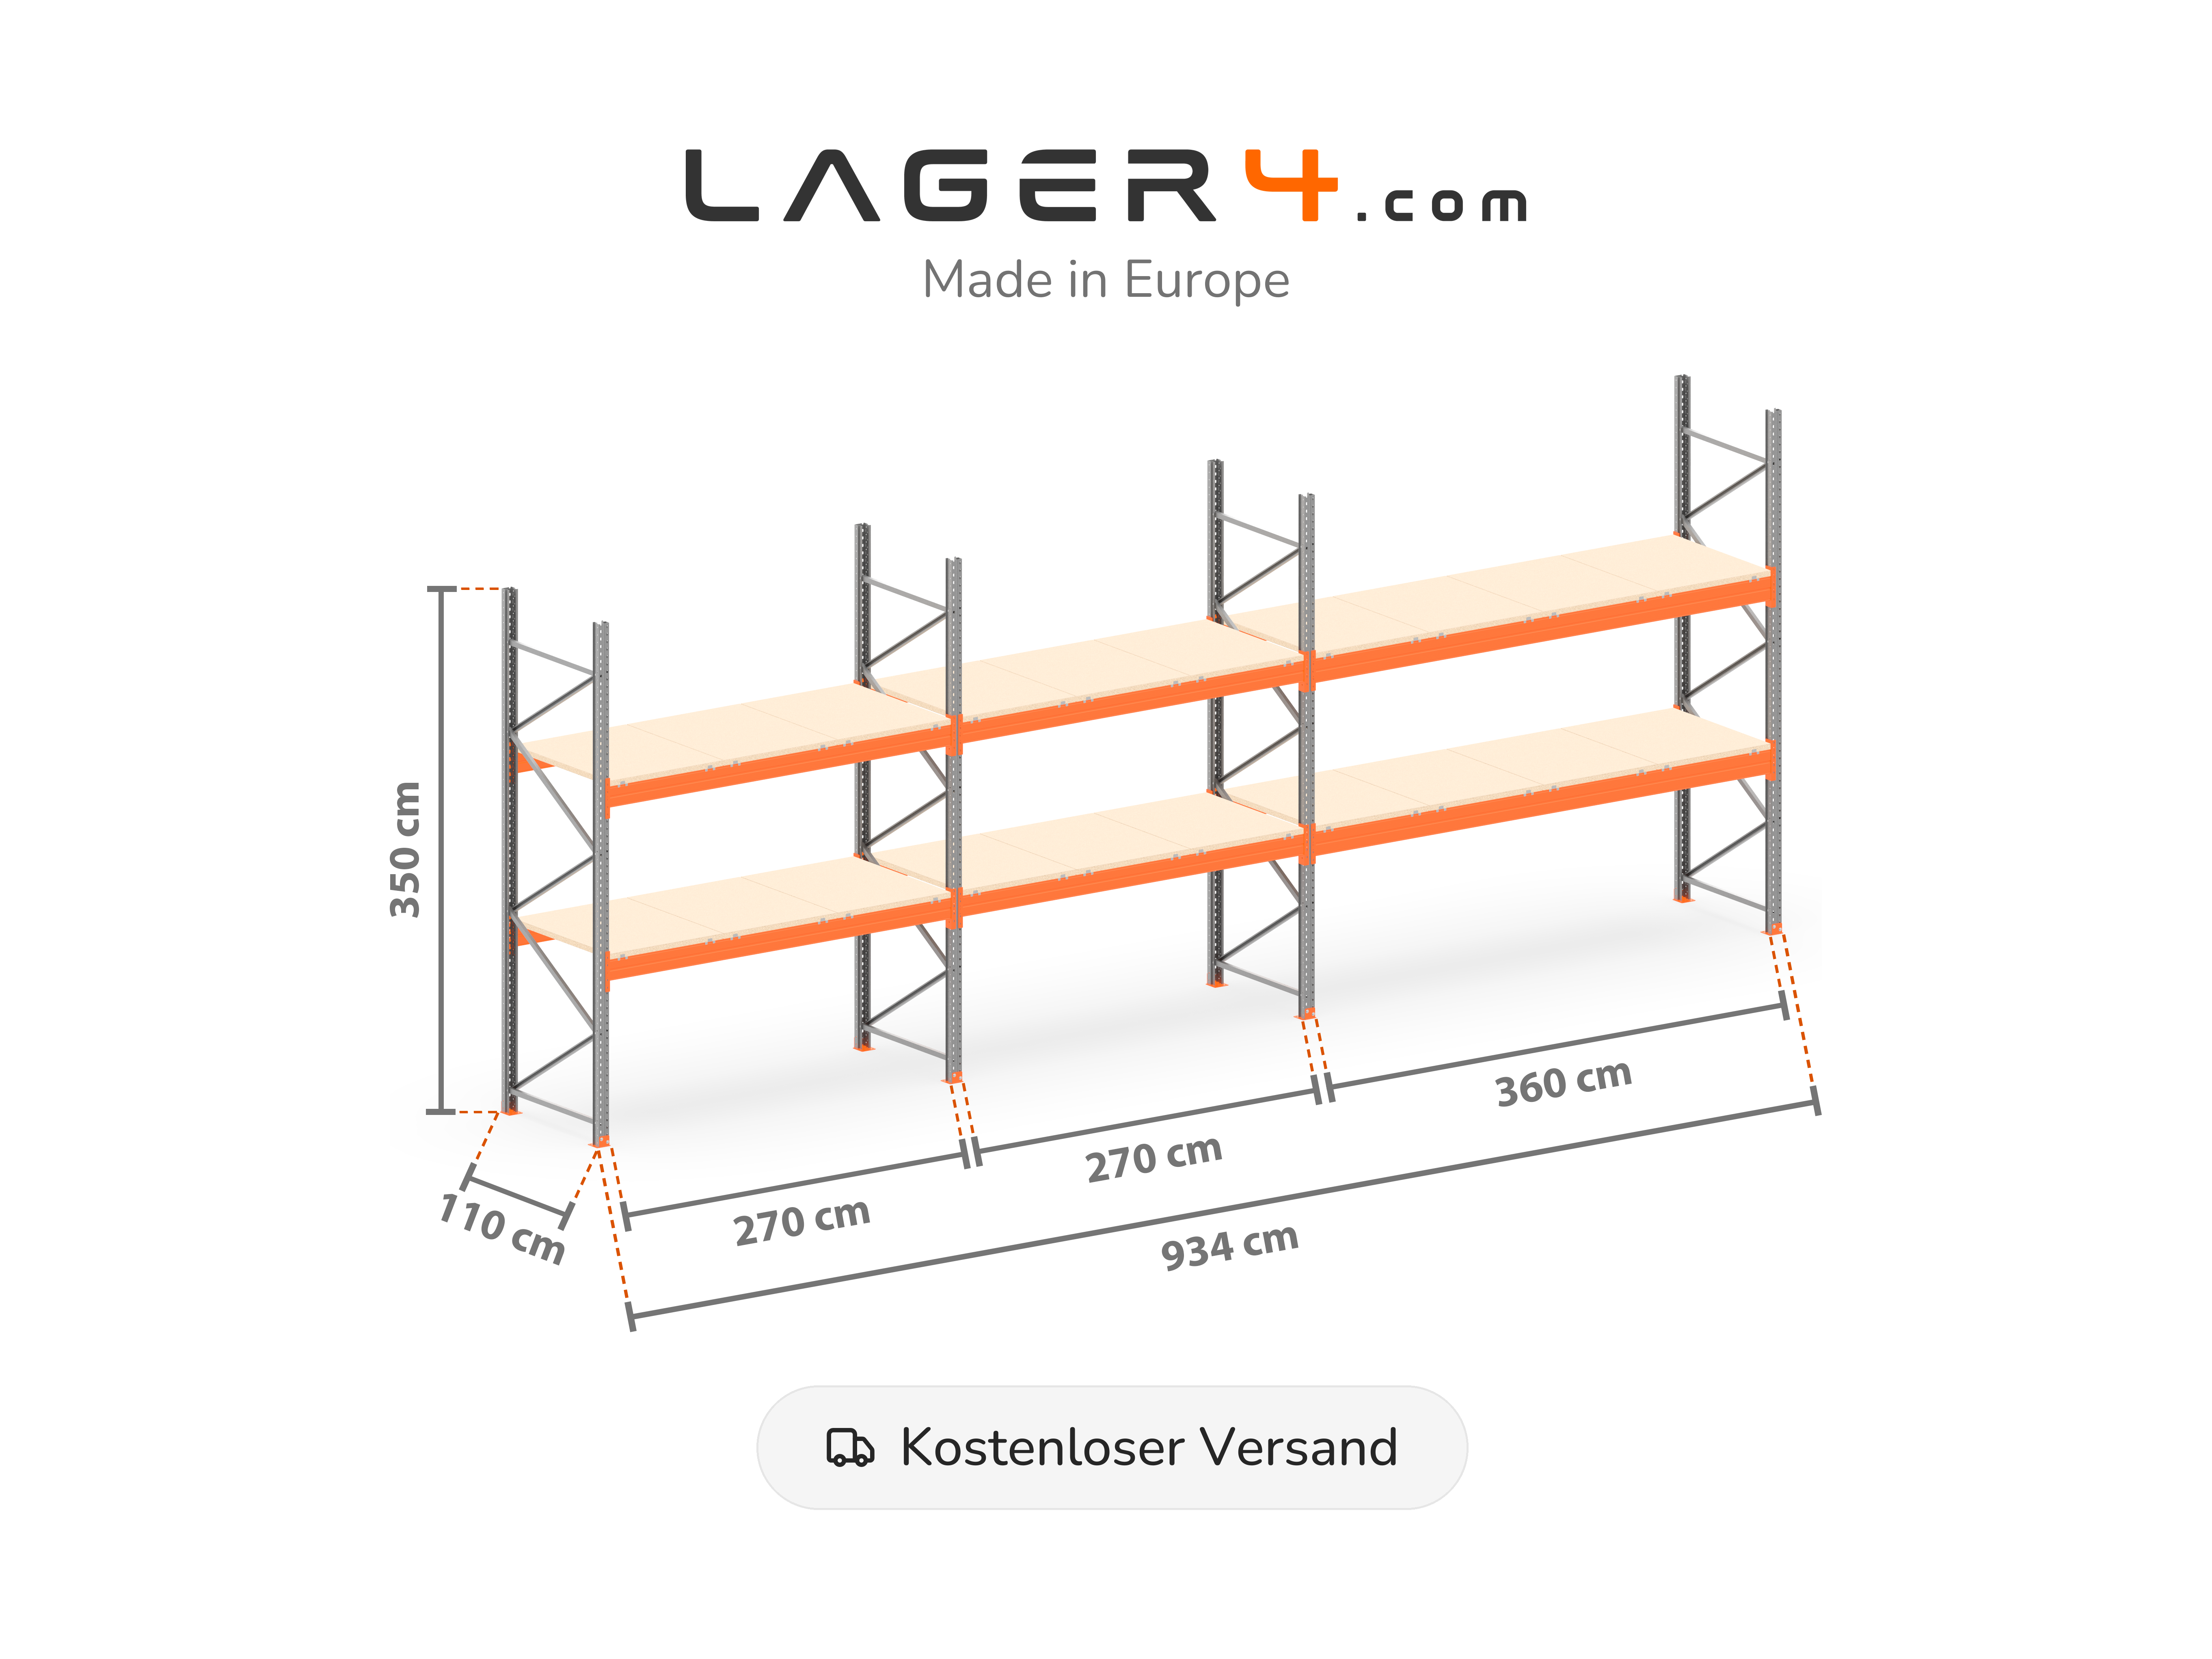 LAGER4.com
Made in Europe
350 cm
110 cm
270 cm
270 cm
360 cm
934 cm
Kostenloser Versand